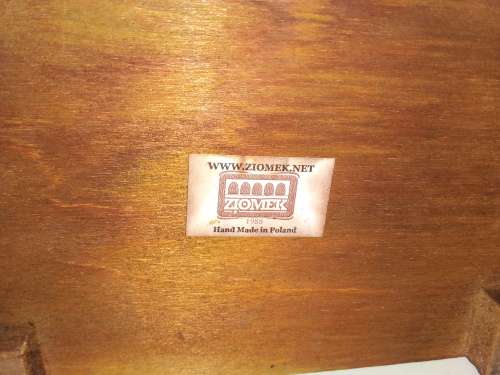 WWW.ZIOMEK.NET
ZIOMEK
1988
Hand Made in Poland